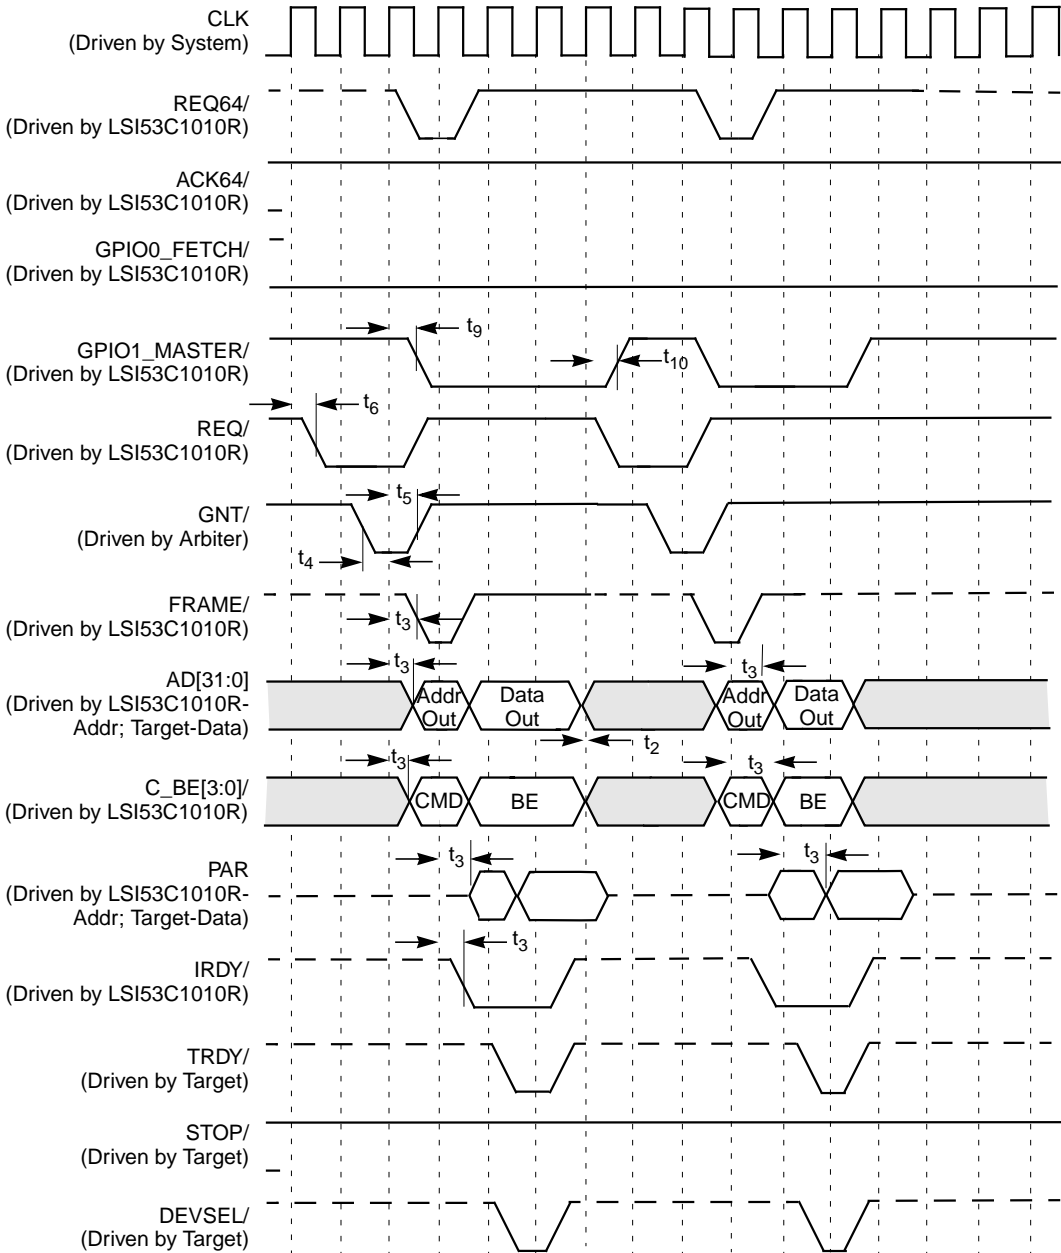 CLK
(Driven by System)
REQ64/
(Driven by LSI53C1010R)
ACK64/
(Driven by LSI53C1010R)
GPIO0_FETCH/
(Driven by LSI53C1010R)
t9
GPIO1_MASTER/
(Driven by LSI53C1010R)
t10
t6
REQ/
(Driven by LSI53C1010R)
t5
GNT/
(Driven by Arbiter)
t4
FRAME/
(Driven by LSI53C1010R)
t3
t3
t3
AD[31:0]
(Driven by LSI53C1010R-
Addr; Target-Data)
Addr
Out
Data
Out
Addr
Out
Data
Out
t2
t3
t3
C_BE[3:0]/
(Driven by LSI53C1010R)
CMD
BE
CMD
BE
t3
t3
PAR
(Driven by LSI53C1010R-
Addr; Target-Data)
t3
IRDY/
(Driven by LSI53C1010R)
TRDY/
(Driven by Target)
STOP/
(Driven by Target)
DEVSEL/
(Driven by Target)